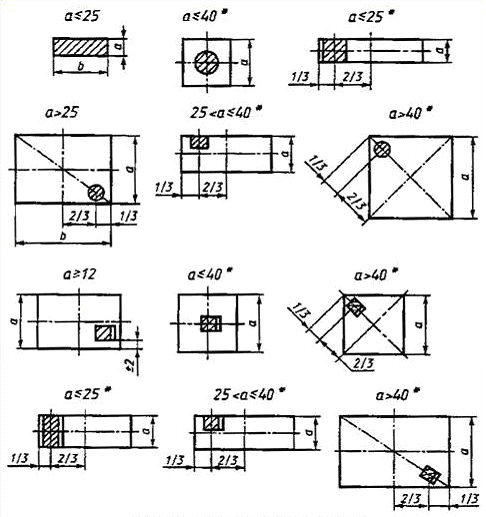 a≤25 a≤40* a≤25*
a b a a 1/3 2/3
a>25 25<a≤40* a>40*
a 2/3 1/3 b a 1/3 2/3 1/3 2/3 a
a≥12 a≤40* a>40*
a ±2 a 1/3 2/3 a
a≤25* 25<a≤40* a>40*
a 1/3 2/3 a 1/3 2/3 a 2/3 1/3